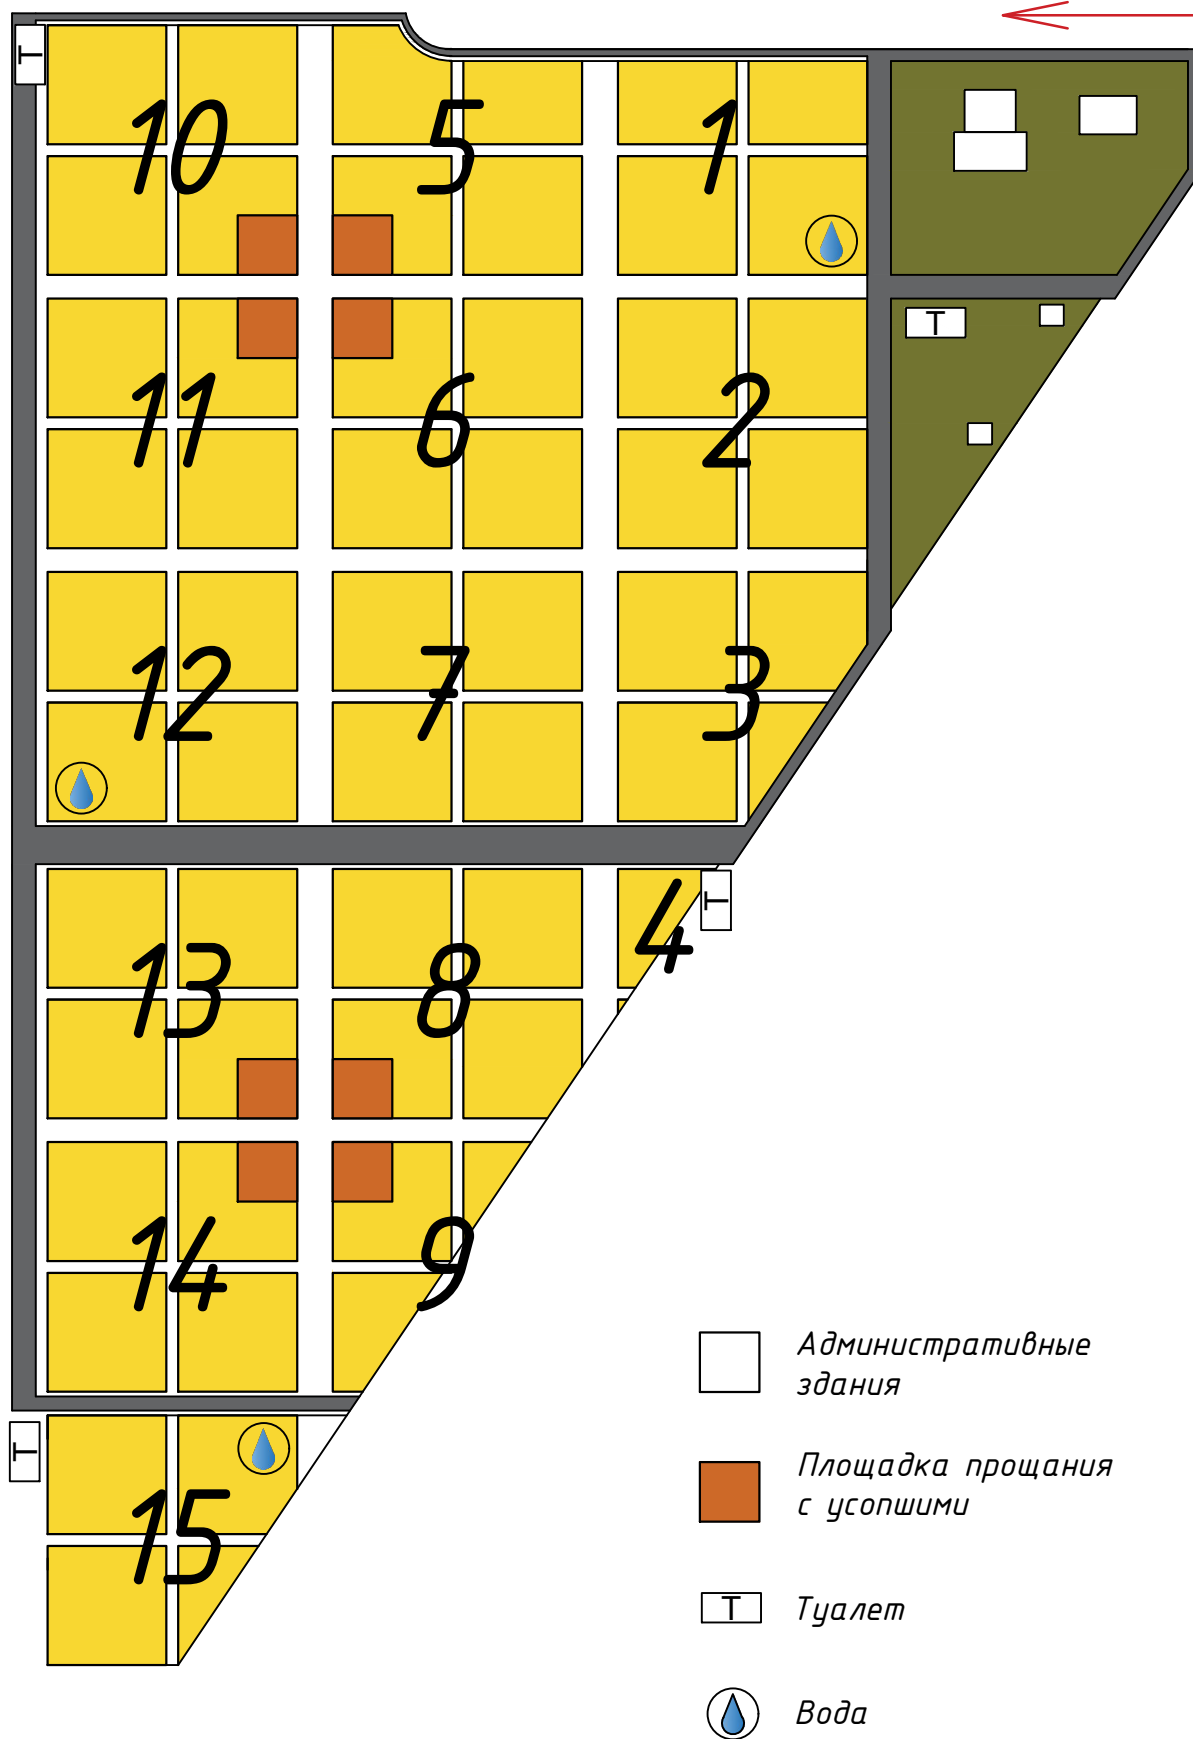 Т
10
5
1
Т
11
6
2
12
7
3
4
Т
13
8
14
9
Т
15
Административные
здания
Площадка прощания
с усопшими
Т
Туалет
Вода